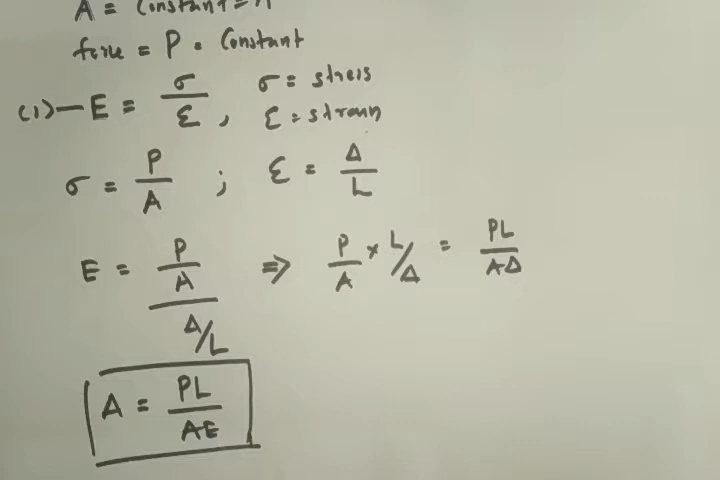 A = Constant = A
force = P = Constant
(1) — E = σ / ε , σ = stress
ε = strain
σ = P / A ; ε = Δ / L
E = P / A / Δ/L ⇒ P / A × L/Δ = PL / AΔ
A = PL / AE